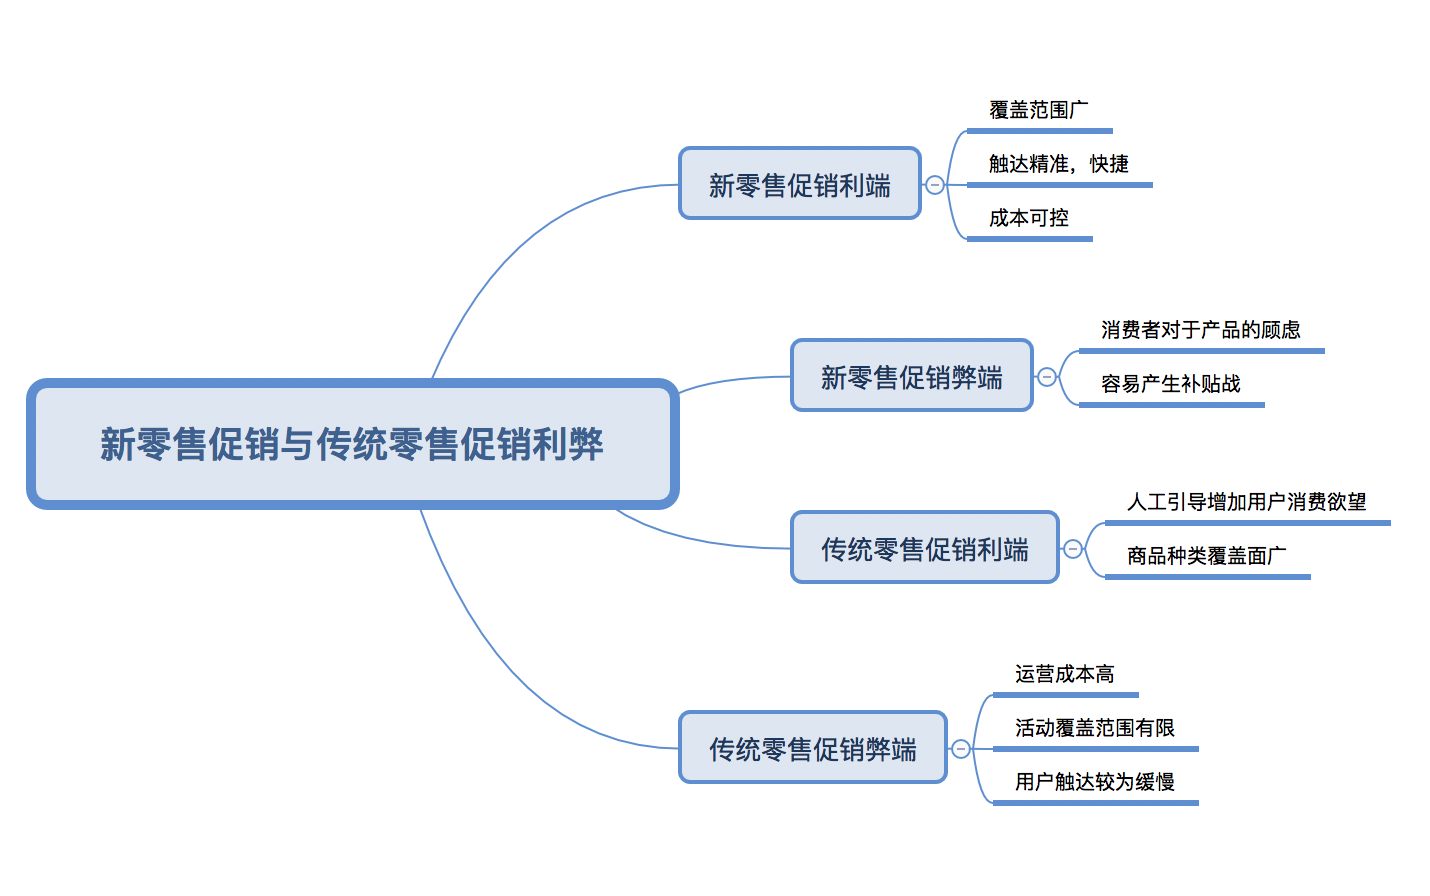 新零售促销与传统零售促销利弊
新零售促销利端
覆盖范围广
触达精准，快捷
成本可控
新零售促销弊端
消费者对于产品的顾虑
容易产生补贴战
传统零售促销利端
人工引导增加用户消费欲望
商品种类覆盖面广
传统零售促销弊端
运营成本高
活动覆盖范围有限
用户触达较为缓慢